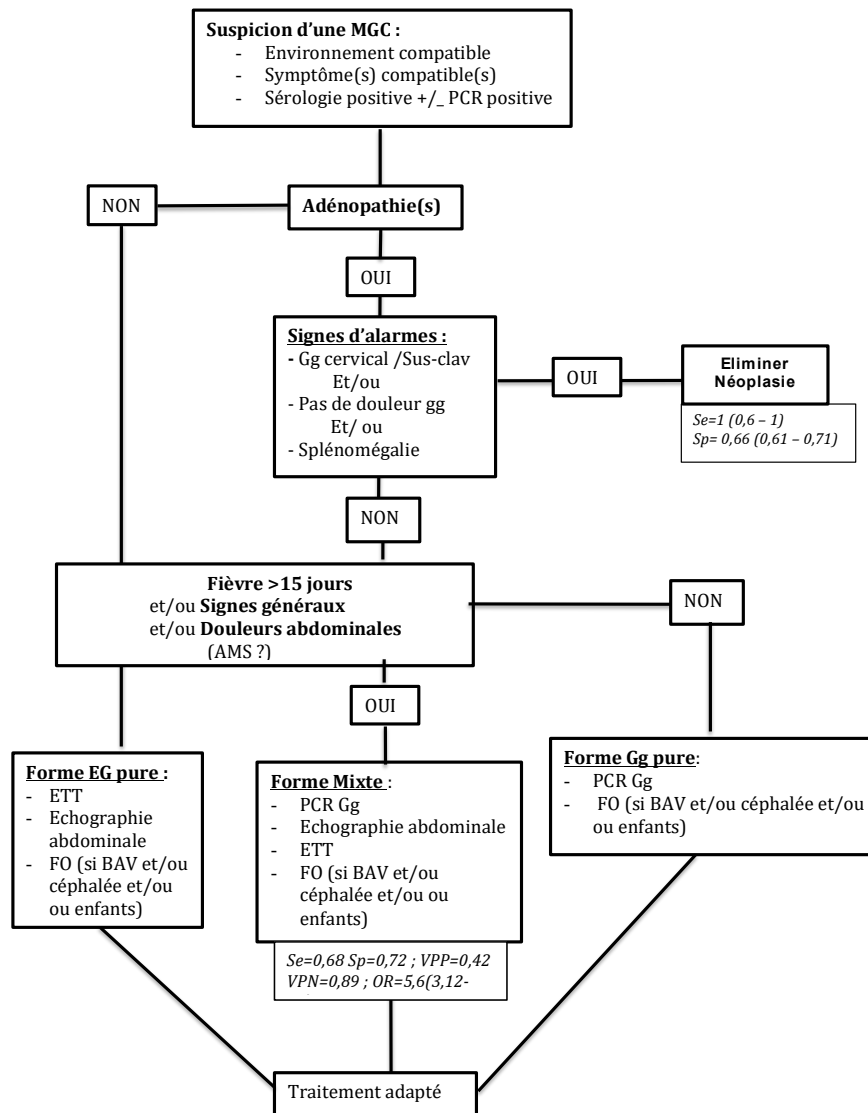 Suspicion d'une MGC :
- Environnement compatible
- Symptôme(s) compatible(s)
- Sérologie positive +/_ PCR positive
NON
Adénopathie(s)
OUI
Signes d'alarmes :
- Gg cervical /Sus-clav
Et/ou
- Pas de douleur gg
Et/ ou
- Splénomégalie
OUI
Eliminer
Néoplasie
Se=1 (0,6 – 1)
Sp= 0,66 (0,61 – 0,71)
NON
Fièvre >15 jours
et/ou Signes généraux
et/ou Douleurs abdominales
(AMS ?)
NON
OUI
Forme EG pure :
- ETT
- Echographie
abdominale
- FO (si BAV et/ou
céphalée et/ou
ou enfants)
Forme Mixte :
- PCR Gg
- Echographie abdominale
- ETT
- FO (si BAV et/ou
céphalée et/ou ou
enfants)
Se=0,68 Sp=0,72 ; VPP=0,42
VPN=0,89 ; OR=5,6(3,12-
Forme Gg pure:
- PCR Gg
- FO (si BAV et/ou céphalée et/ou
ou enfants)
Traitement adapté